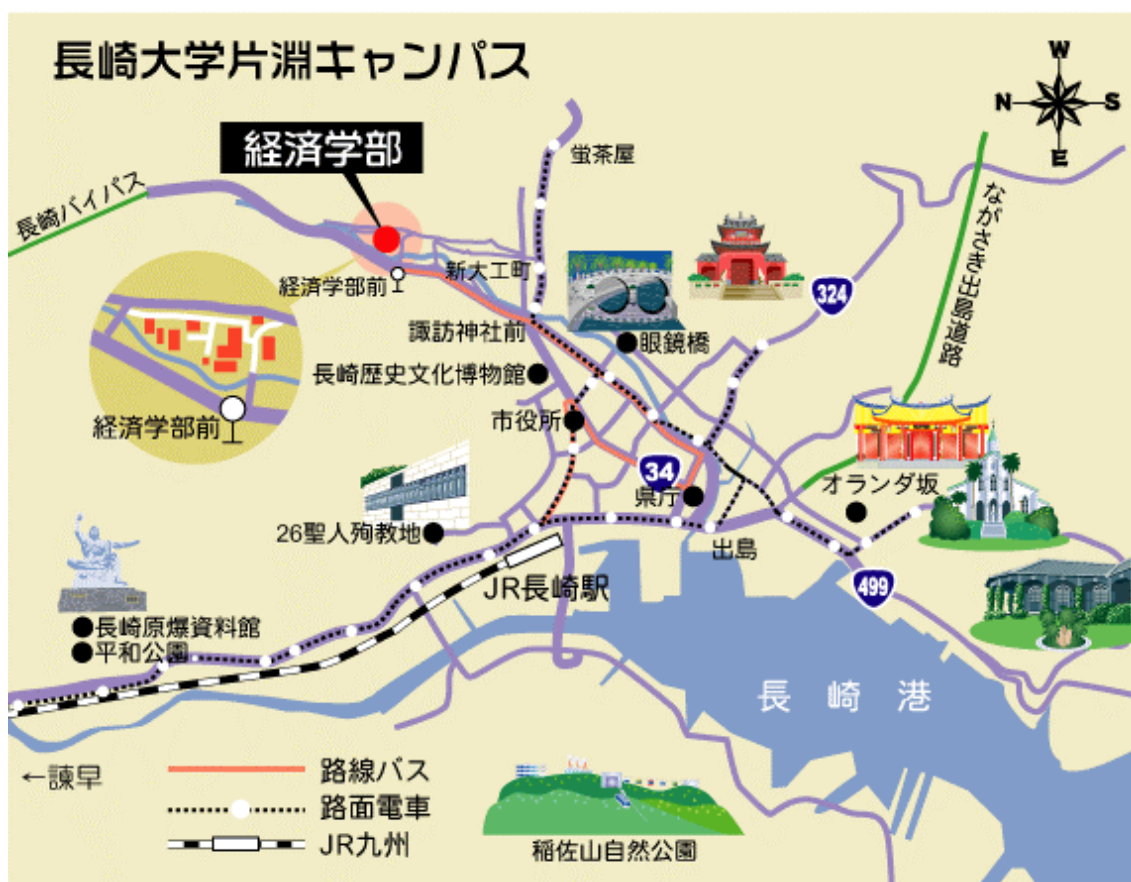 長崎大学片淵キャンパス
W
N
S
E
経済学部
蛍茶屋
長崎バイパス
ながさき出島道路
新大工町
経済学部前
324
諏訪神社前
眼鏡橋
長崎歴史文化博物館
経済学部前
市役所
34
県庁
オランダ坂
26聖人殉教地
出島
JR長崎駅
499
長崎原爆資料館
平和公園
長崎港
←諫早
路線バス
路面電車
JR九州
稲佐山自然公園